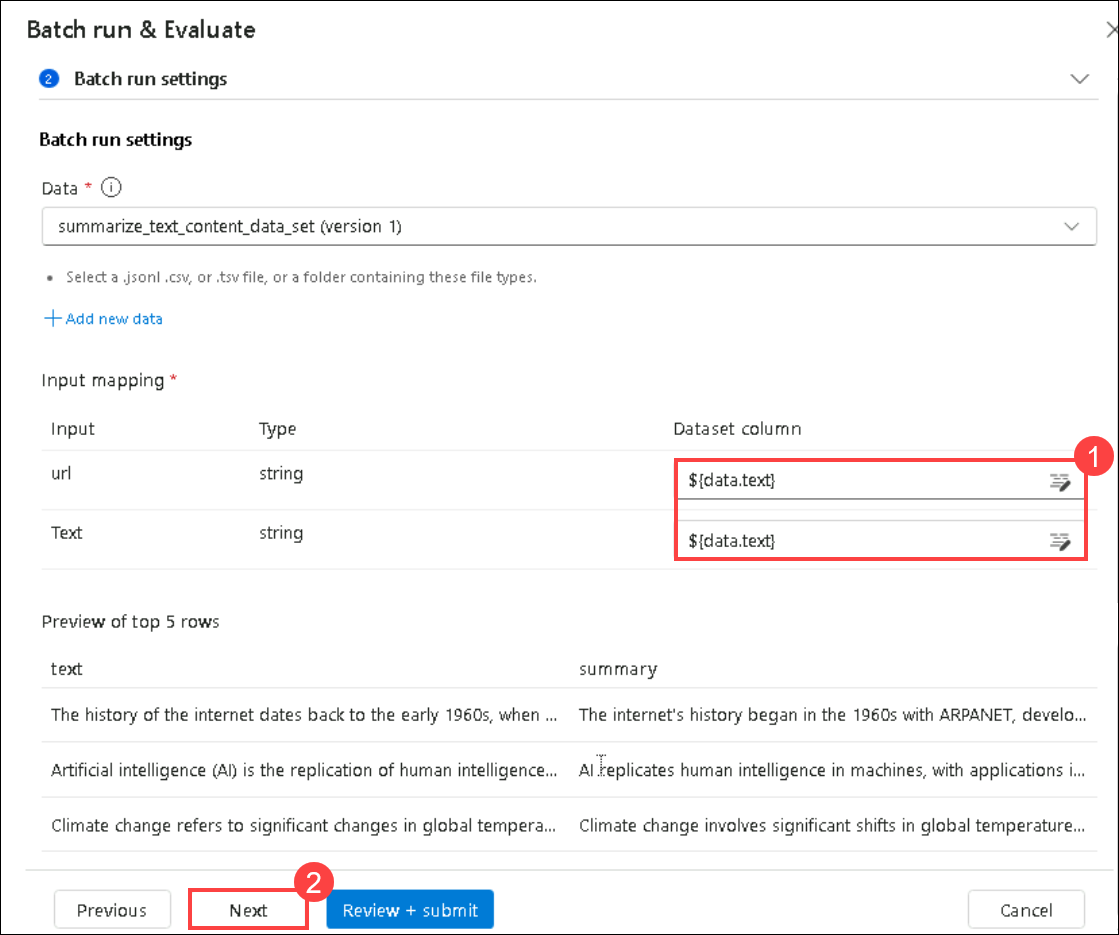 Batch run & Evaluate
2 Batch run settings
Batch run settings
Data *
summarize_text_content_data_set (version 1)
• Select a .jsonl .csv, or .tsv file, or a folder containing these file types.
+ Add new data
Input mapping *
Input Type Dataset column
1
url string ${data.text}
Text string ${data.text}
Preview of top 5 rows
text summary
The history of the internet dates back to the early 1960s, when ... The internet's history began in the 1960s with ARPANET, develo...
Artificial intelligence (AI) is the replication of human intelligence... AI replicates human intelligence in machines, with applications i...
Climate change refers to significant changes in global tempera... Climate change involves significant shifts in global temperature...
2
Previous Next Review + submit Cancel